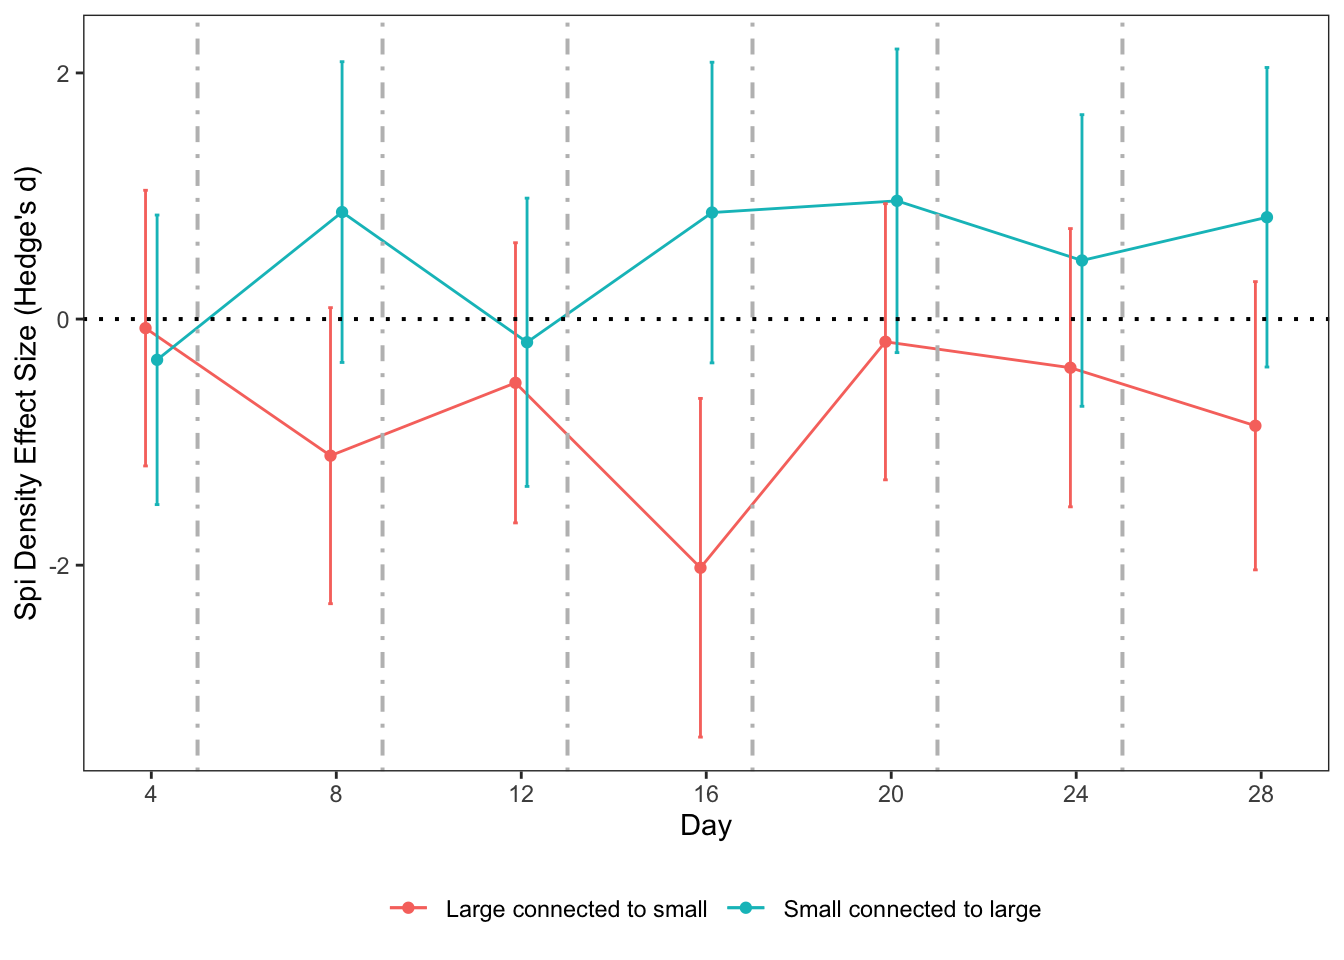 Spi Density Effect Size (Hedge's d)
2
0
-2
4 8 12 16 20 24 28
Day
Large connected to small Small connected to large